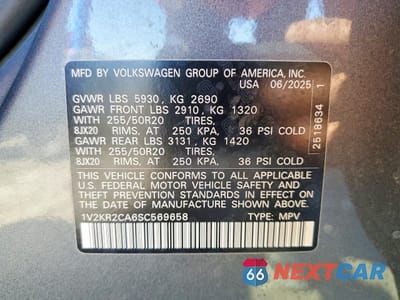 MFD BY VOLKSWAGEN GROUP OF AMERICA, INC.
USA 06/2025
GVWR LBS 5930, KG 2690
GAWR FRONT LBS 2910, KG 1320
WITH 255/50R20 TIRES,
8JX20 RIMS, AT 250 KPA, 36 PSI COLD
GAWR REAR LBS 3131, KG 1420
WITH 255/50R20 TIRES,
8JX20 RIMS, AT 250 KPA, 36 PSI COLD
THIS VEHICLE CONFORMS TO ALL APPLICABLE
U.S. FEDERAL MOTOR VEHICLE SAFETY, BUMPER,
AND THEFT PREVENTION STANDARDS IN EFFECT
ON THE DATE OF MANUFACTURE SHOWN ABOVE.
1V2KR2CA6SC569658 TYPE: MPV
2518634 1
66 NEXTCAR